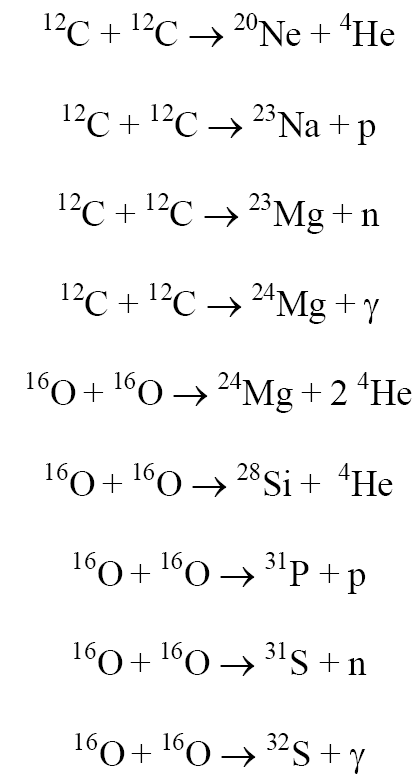 ¹²C + ¹²C → ²⁰Ne + ⁴He
¹²C + ¹²C → ²³Na + p
¹²C + ¹²C → ²³Mg + n
¹²C + ¹²C → ²⁴Mg + γ
¹⁶O + ¹⁶O → ²⁴Mg + 2 ⁴He
¹⁶O + ¹⁶O → ²⁸Si + ⁴He
¹⁶O + ¹⁶O → ³¹P + p
¹⁶O + ¹⁶O → ³¹S + n
¹⁶O + ¹⁶O → ³²S + γ